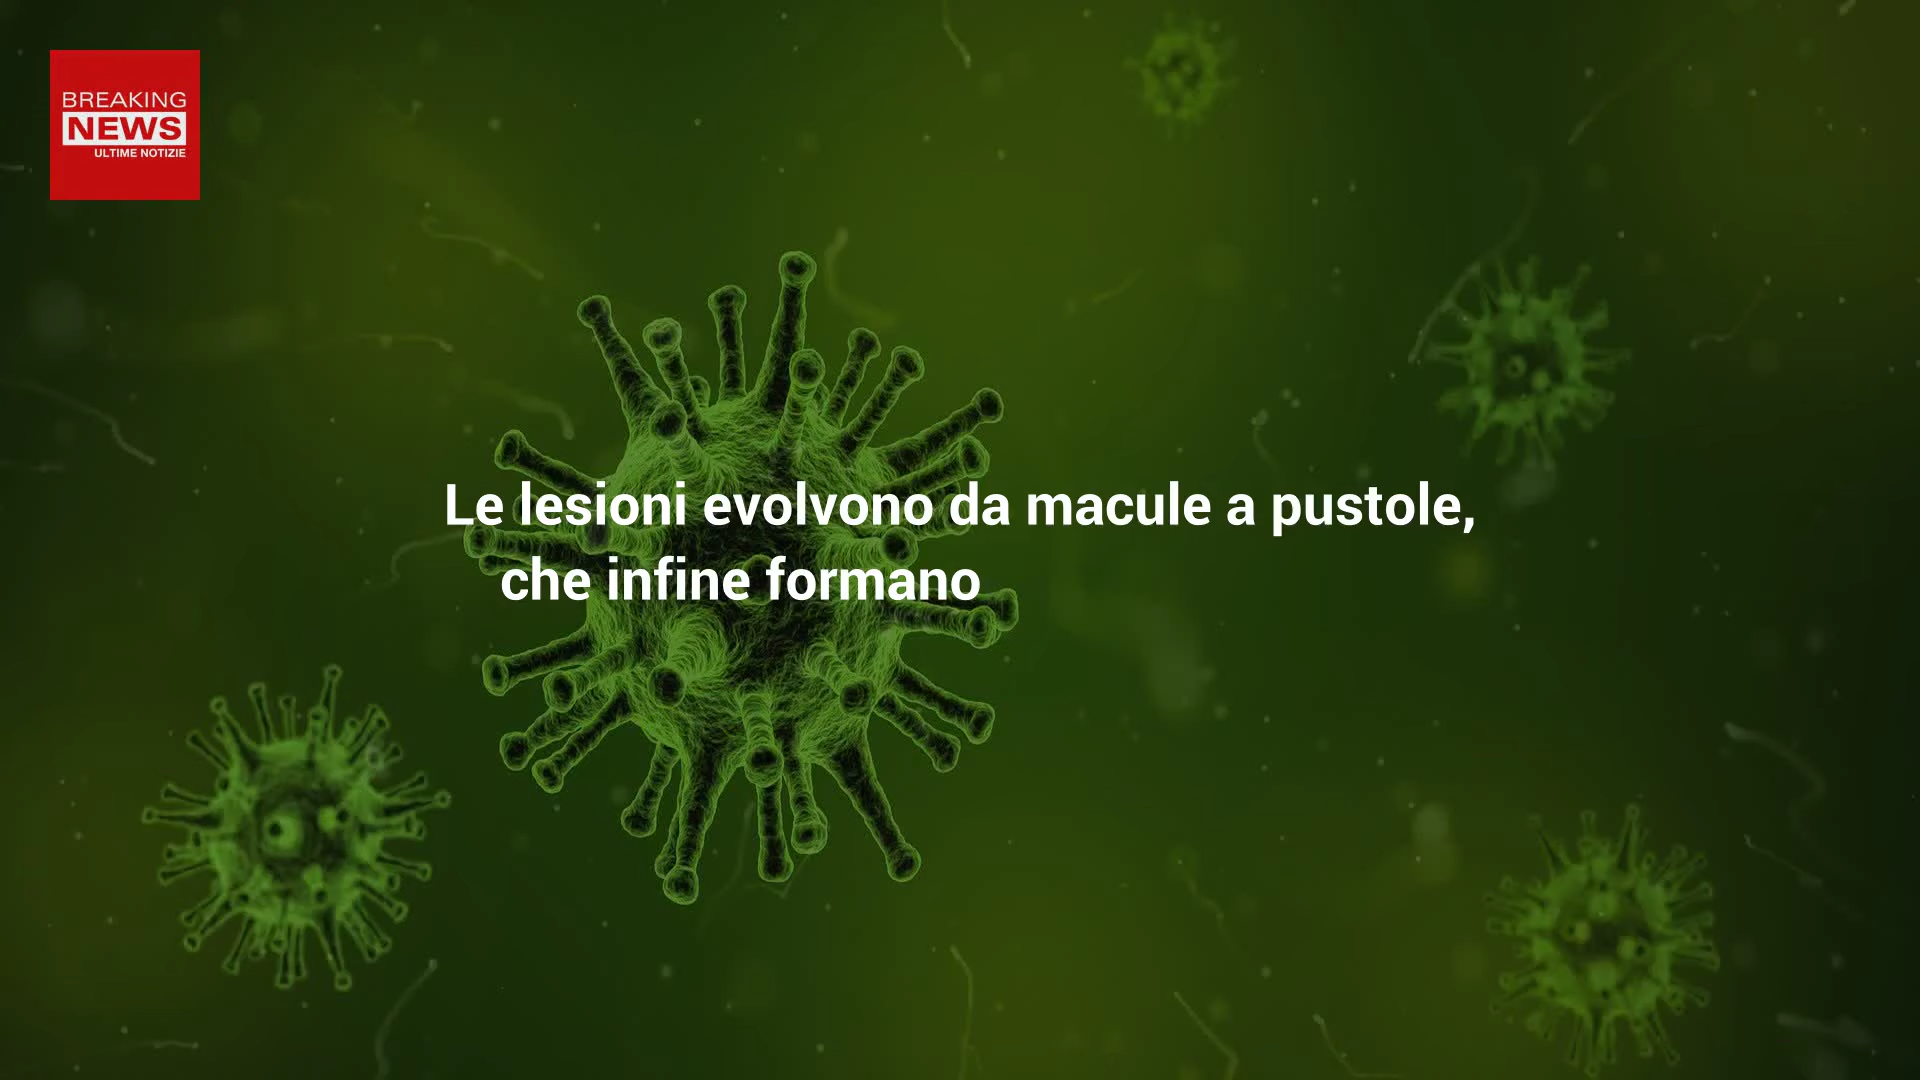 BREAKING
NEWS
ULTIME NOTIZIE
Le lesioni evolvono da macule a pustole,
che infine formano